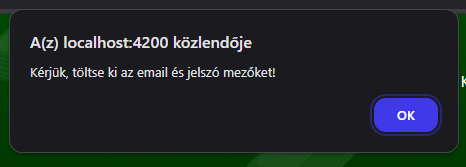 A(z) localhost:4200 közlendője
Kérjük, töltse ki az email és jelszó mezőket!
OK